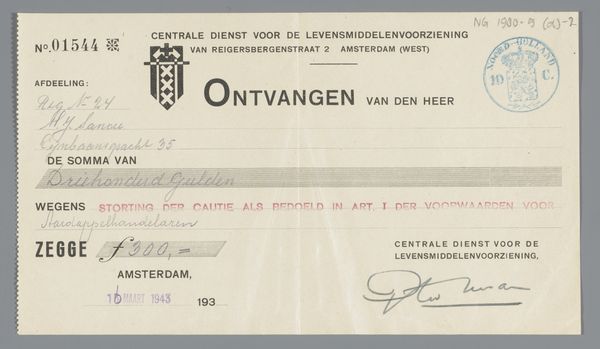 NG 1980-9 (a)-2
No. 01544
CENTRALE DIENST VOOR DE LEVENSMIDDELENVOORZIENING
VAN REIGERSBERGENSTRAAT 2 AMSTERDAM (WEST)
NOORD-HOLLAND
10 C.
AFDEELING:
ONTVANGEN VAN DEN HEER
Reg No 24
Lijnbaansgracht 35
DE SOMMA VAN
Driehonderd Gulden
WEGENS STORTING DER CAUTIE ALS BEDOELD IN ART. I DER VOORWAARDEN VOOR
Aardappelhandelaren
ZEGGE f 300,=
CENTRALE DIENST VOOR DE
LEVENSMIDDELENVOORZIENING,
AMSTERDAM,
16 MAART 1943 193